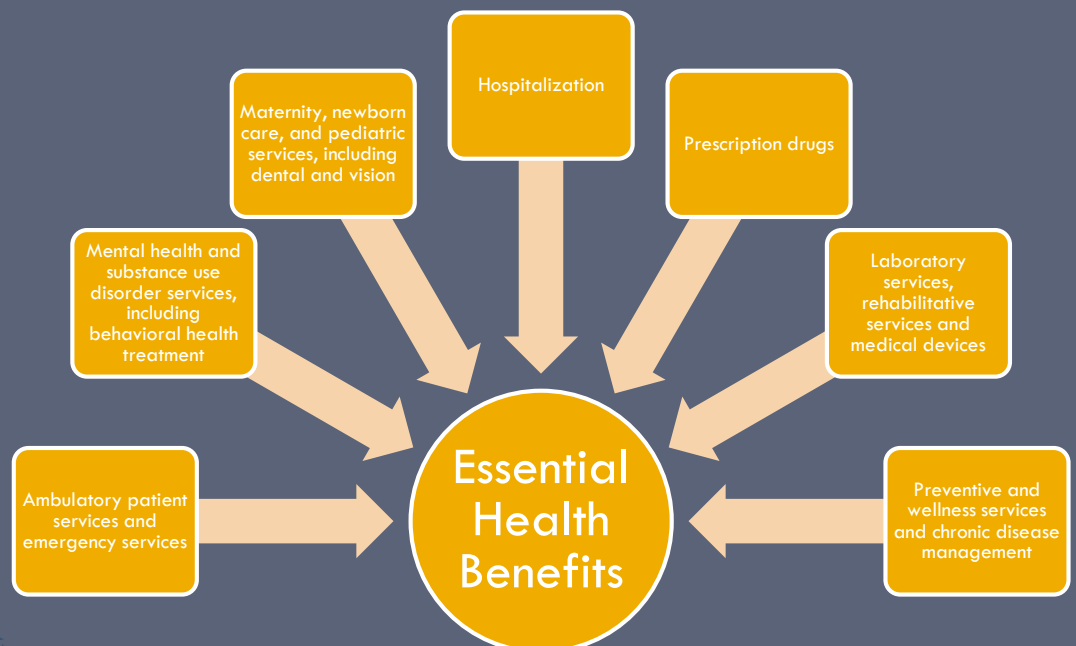 Hospitalization
Maternity, newborn
care, and pediatric
services, including
dental and vision
Prescription drugs
Mental health and
substance use
disorder services,
including
behavioral health
treatment
Laboratory
services,
rehabilitative
services and
medical devices
Ambulatory patient
services and
emergency services
Essential
Health
Benefits
Preventive and
wellness services
and chronic disease
management